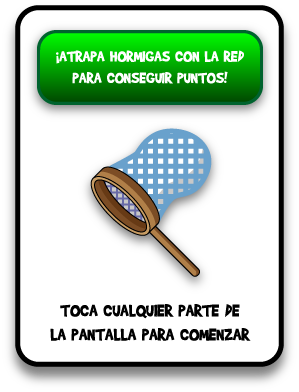 ¡ATRAPA HORMIGAS CON LA RED
PARA CONSEGUIR PUNTOS!
TOCA CUALQUIER PARTE DE
LA PANTALLA PARA COMENZAR